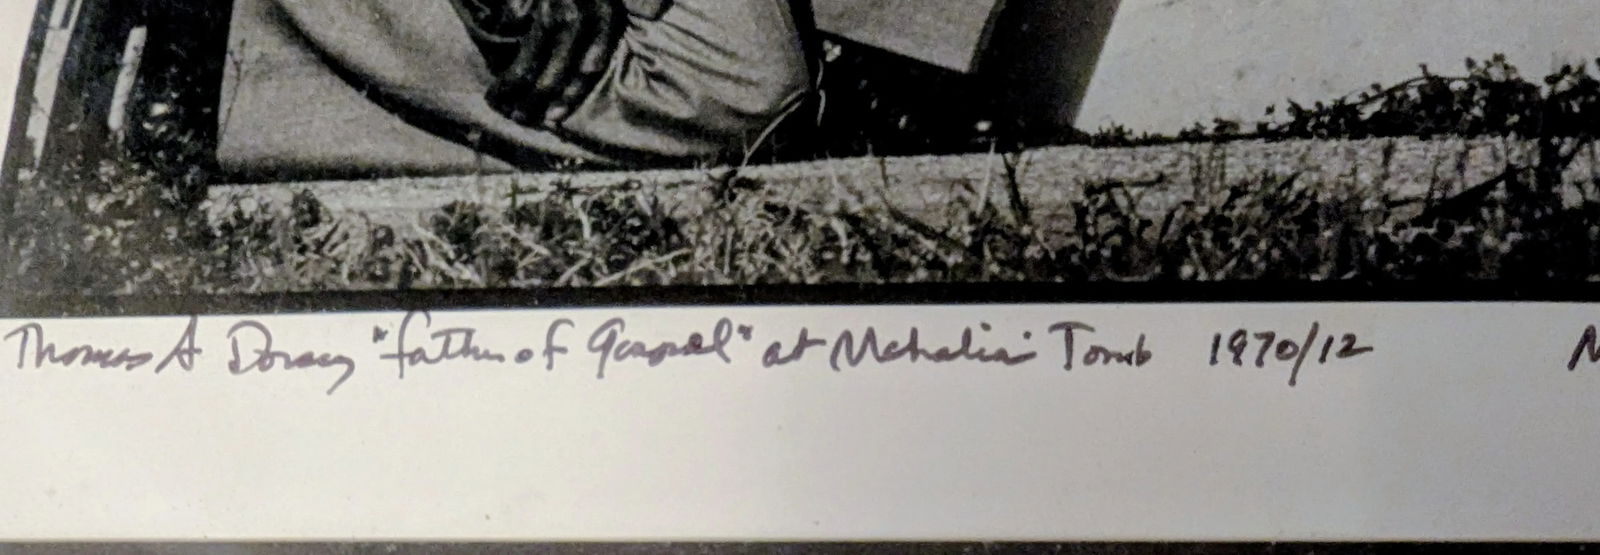 Thomas A Dorsey "father of Gospel" at Mahalia's Tomb 1970/12